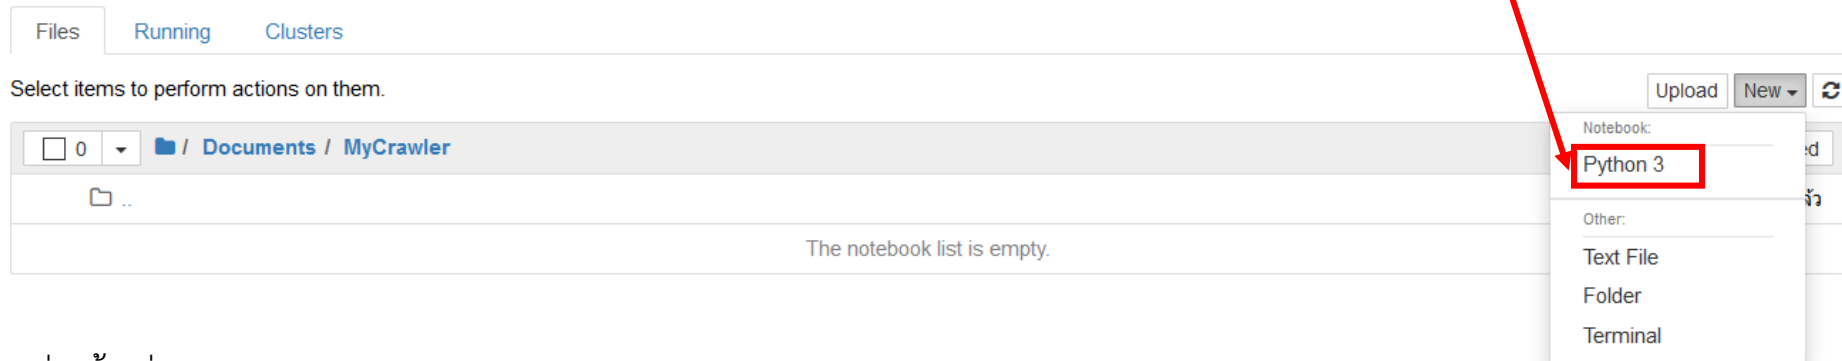 Files Running Clusters
Select items to perform actions on them.
Upload New
0 / Documents / MyCrawler
Notebook:
Python 3
..
The notebook list is empty.
Other:
Text File
Folder
Terminal